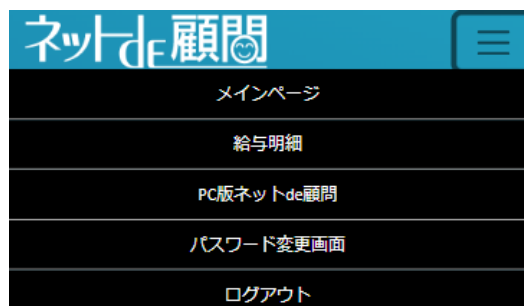 ネットde顧問
メインページ
給与明細
PC版ネットde顧問
パスワード変更画面
ログアウト